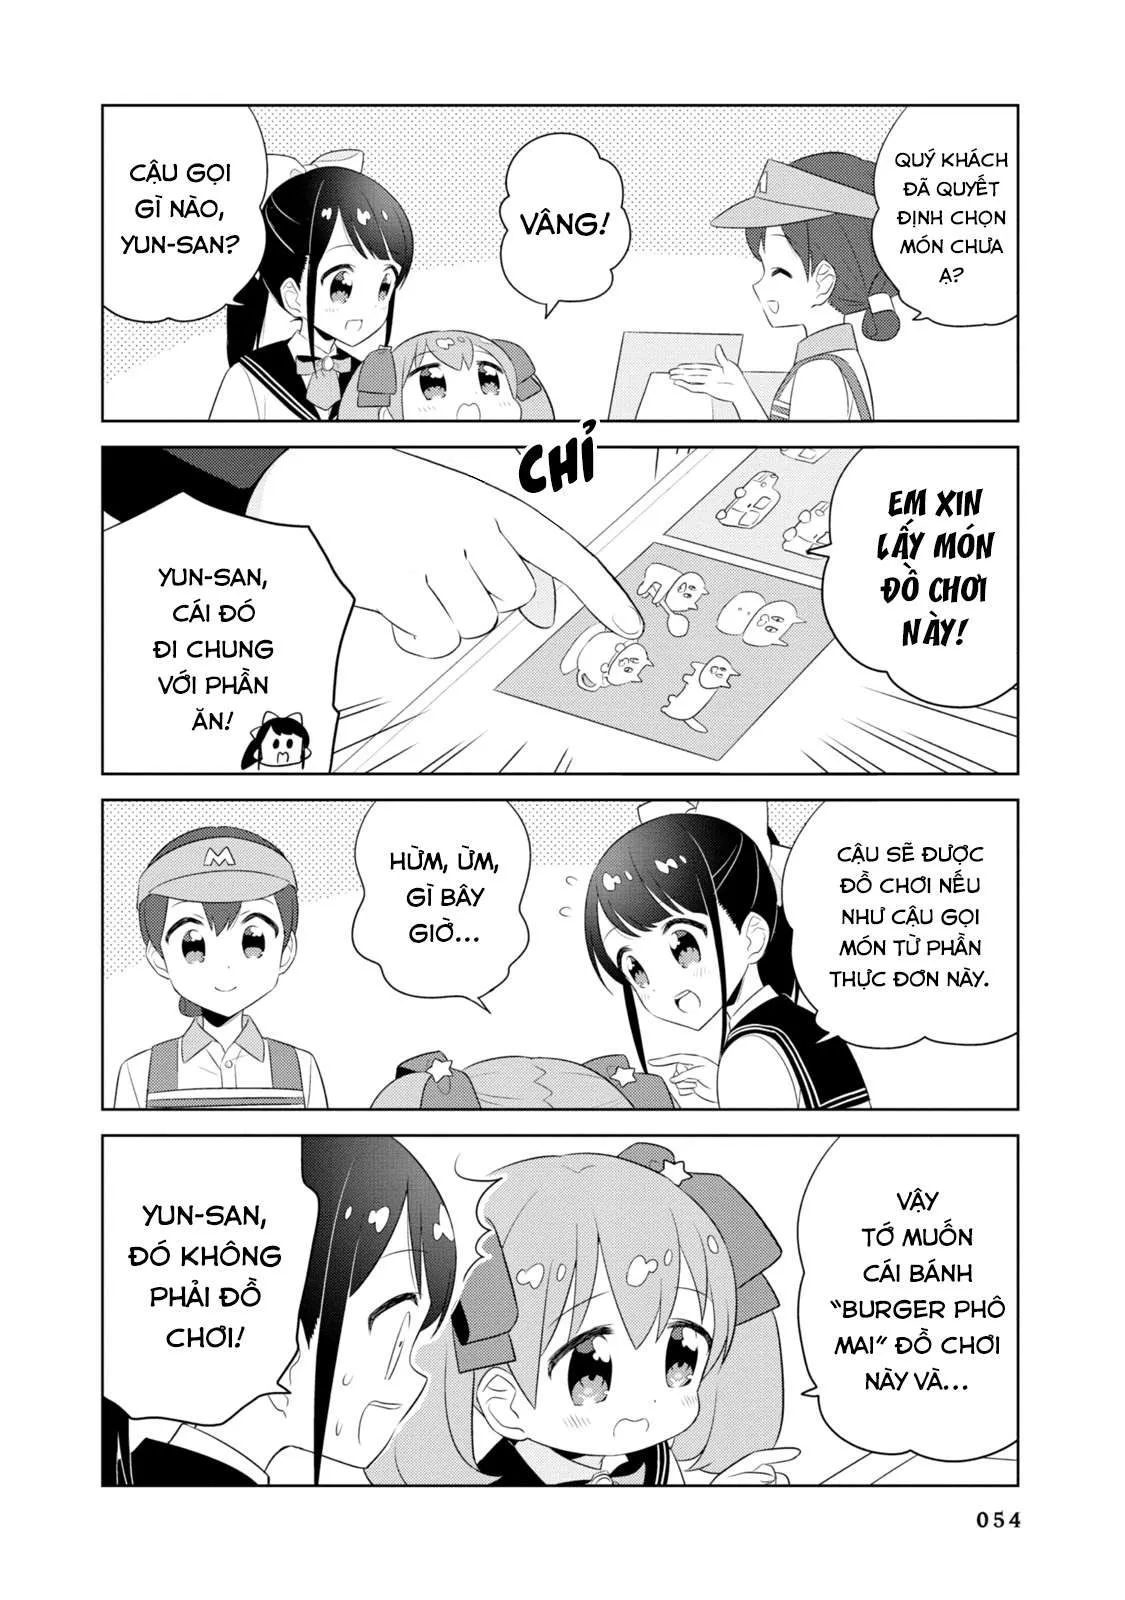 QUÝ KHÁCH
ĐÃ QUYẾT
ĐỊNH CHỌN
MÓN CHƯA
Ạ?
VÂNG!
CẬU GỌI
GÌ NÀO,
YUN-SAN?
EM XIN
LẤY MÓN
ĐỒ CHƠI
NÀY!
CHỈ
YUN-SAN,
CÁI ĐÓ
ĐI CHUNG
VỚI PHẦN
ĂN!
CẬU SẼ ĐƯỢC
ĐỒ CHƠI NẾU
NHƯ CẬU GỌI
MÓN TỪ PHẦN
THỰC ĐƠN NÀY.
HỪM, ỪM,
GÌ BÂY
GIỜ...
M
VẬY
TỚ MUỐN
CÁI BÁNH
“BURGER PHÔ
MAI” ĐỒ CHƠI
NÀY VÀ...
YUN-SAN,
ĐÓ KHÔNG
PHẢI ĐỒ
CHƠI!
054